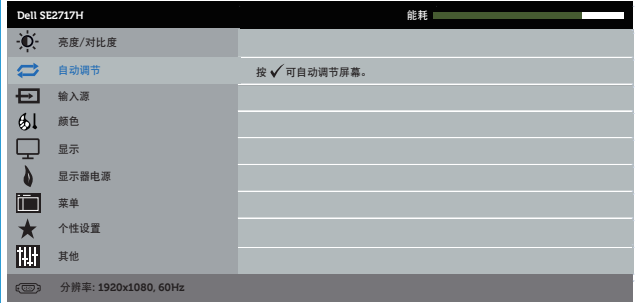 Dell SE2717H 能耗
亮度/对比度
自动调节 按 ✓ 可自动调节屏幕。
输入源
颜色
显示
显示器电源
菜单
个性设置
其他
分辨率: 1920x1080, 60Hz